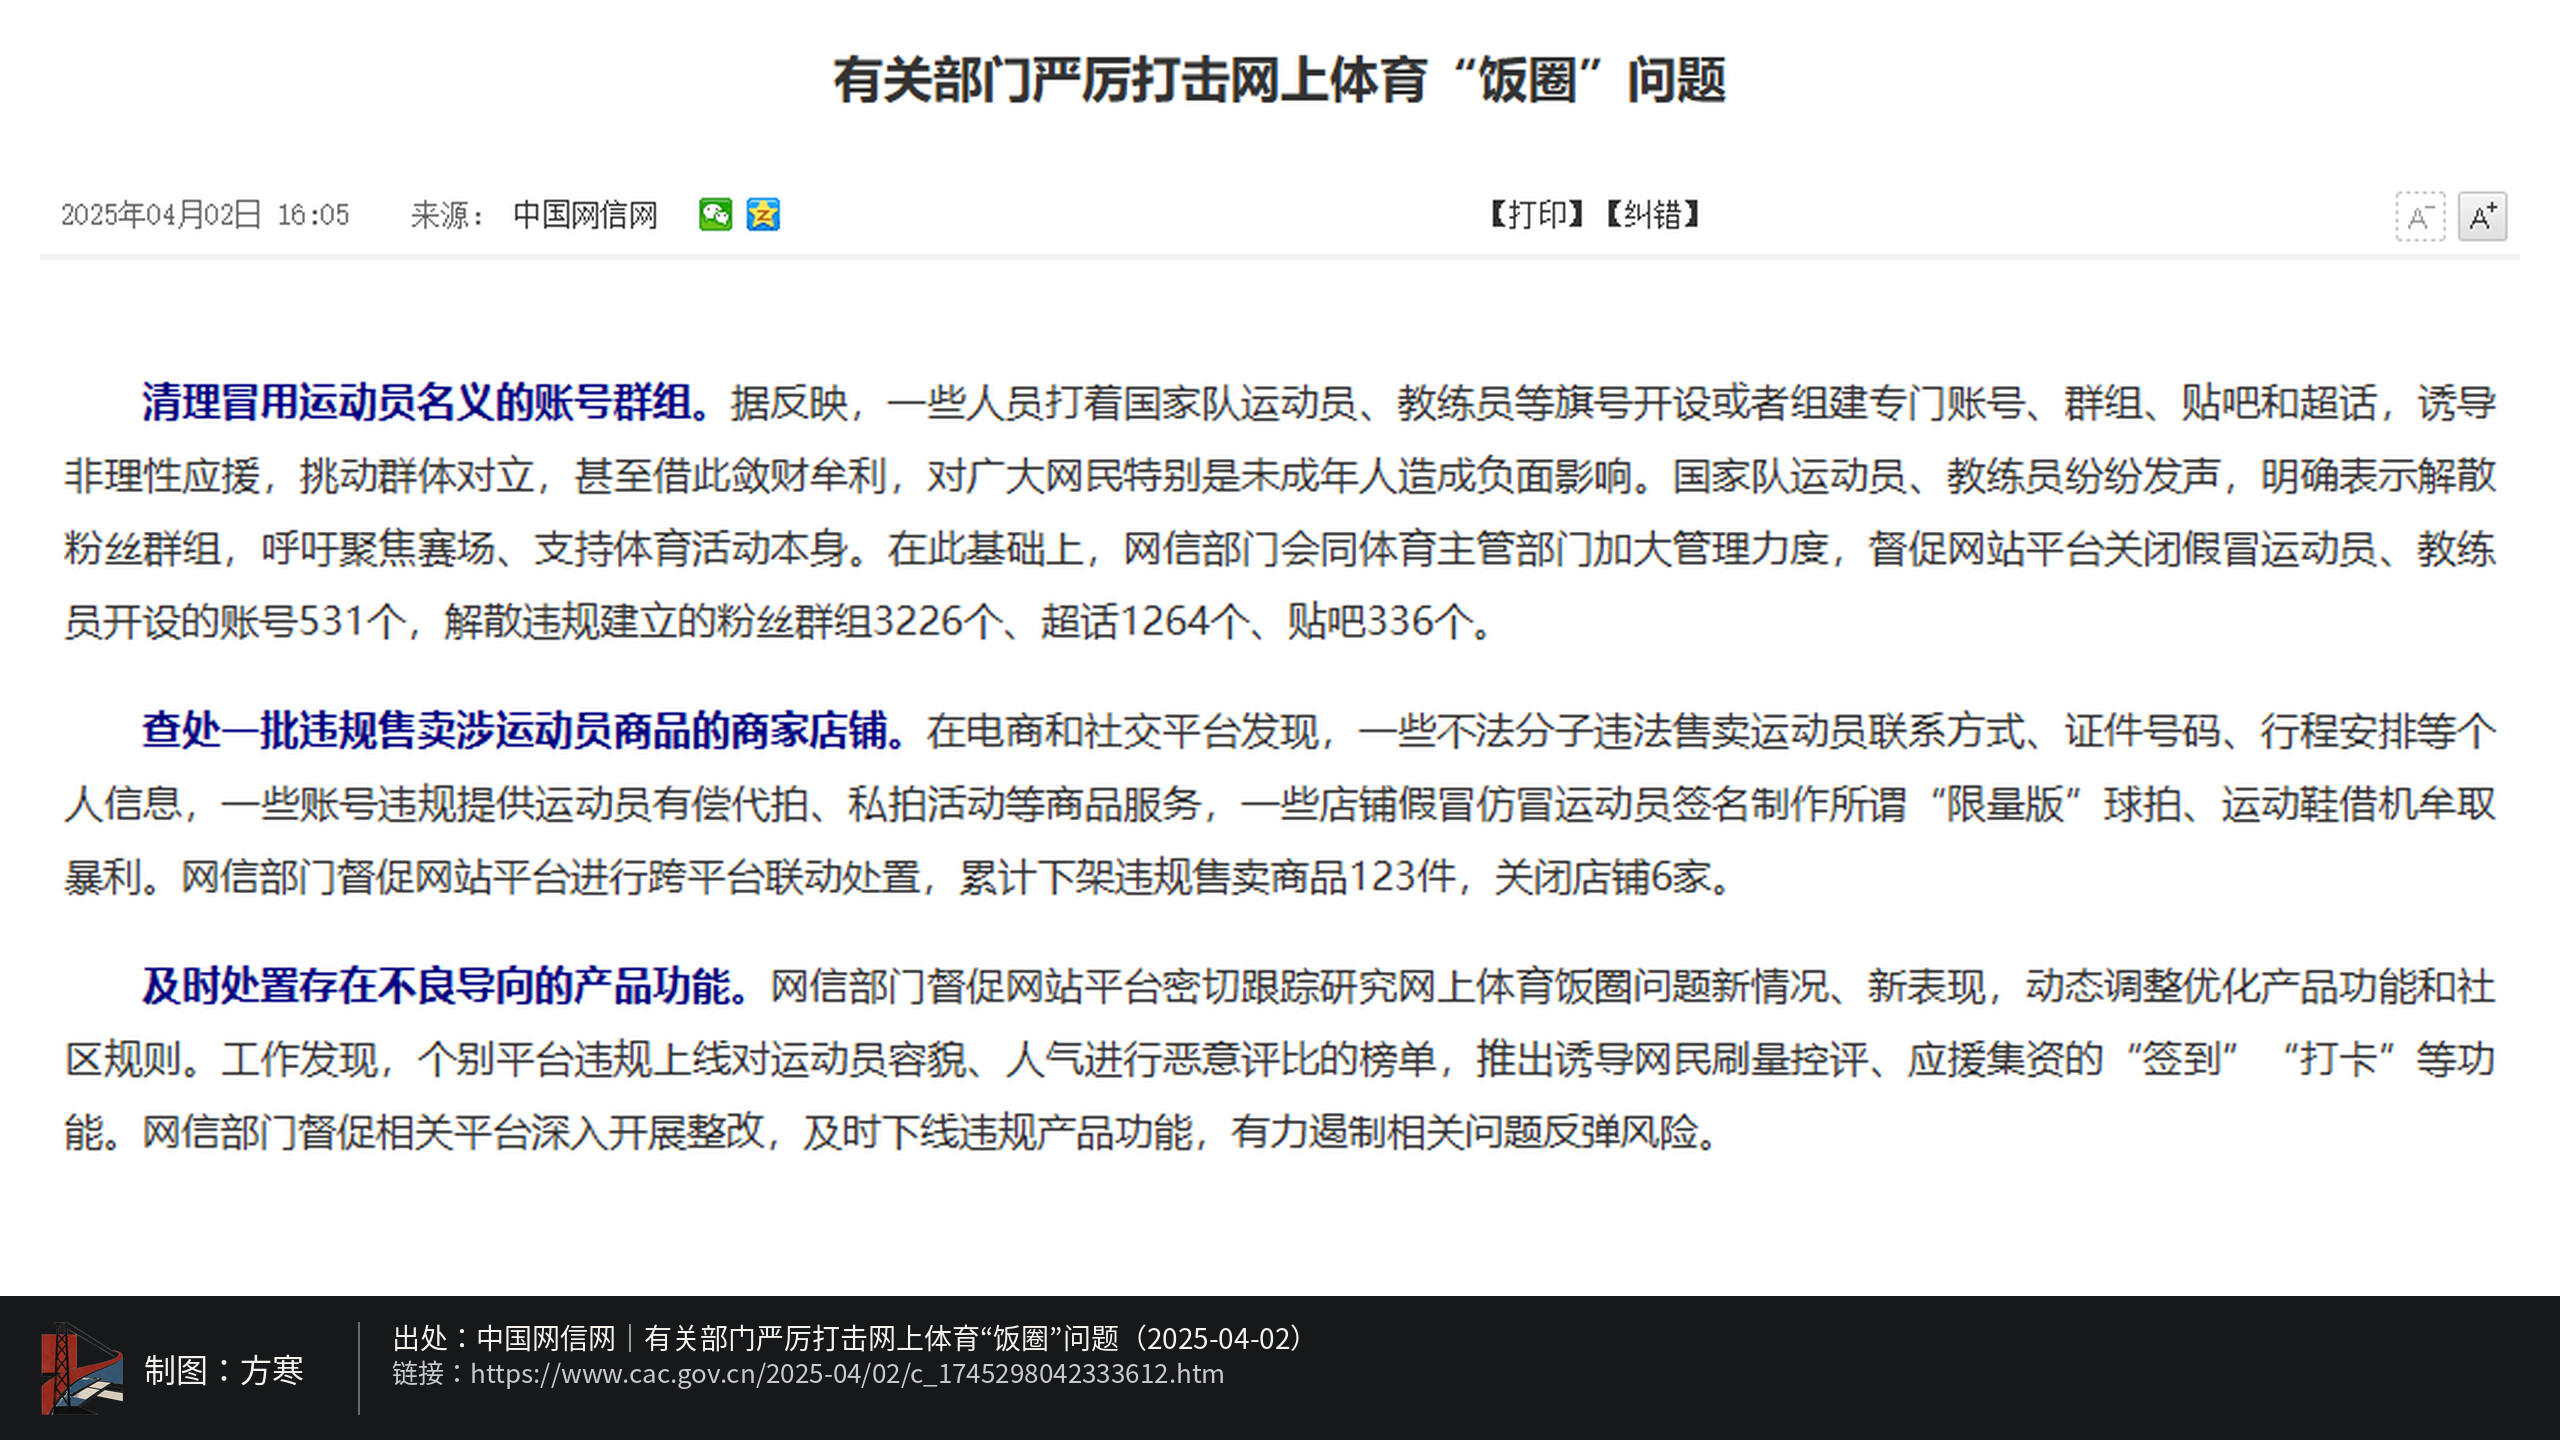 有关部门严厉打击网上体育“饭圈”问题
2025年04月02日 16:05 来源： 中国网信网 【打印】【纠错】 A- A+
清理冒用运动员名义的账号群组。据反映，一些人员打着国家队运动员、教练员等旗号开设或者组建专门账号、群组、贴吧和超话，诱导
非理性应援，挑动群体对立，甚至借此敛财牟利，对广大网民特别是未成年人造成负面影响。国家队运动员、教练员纷纷发声，明确表示解散
粉丝群组，呼吁聚焦赛场、支持体育活动本身。在此基础上，网信部门会同体育主管部门加大管理力度，督促网站平台关闭假冒运动员、教练
员开设的账号531个，解散违规建立的粉丝群组3226个、超话1264个、贴吧336个。
查处一批违规售卖涉运动员商品的商家店铺。在电商和社交平台发现，一些不法分子违法售卖运动员联系方式、证件号码、行程安排等个
人信息，一些账号违规提供运动员有偿代拍、私拍活动等商品服务，一些店铺假冒仿冒运动员签名制作所谓“限量版”球拍、运动鞋借机牟取
暴利。网信部门督促网站平台进行跨平台联动处置，累计下架违规售卖商品123件，关闭店铺6家。
及时处置存在不良导向的产品功能。网信部门督促网站平台密切跟踪研究网上体育饭圈问题新情况、新表现，动态调整优化产品功能和社
区规则。工作发现，个别平台违规上线对运动员容貌、人气进行恶意评比的榜单，推出诱导网民刷量控评、应援集资的“签到”“打卡”等功
能。网信部门督促相关平台深入开展整改，及时下线违规产品功能，有力遏制相关问题反弹风险。
制图：方寒
出处：中国网信网｜有关部门严厉打击网上体育“饭圈”问题（2025-04-02）
链接：https://www.cac.gov.cn/2025-04/02/c_1745298042333612.htm